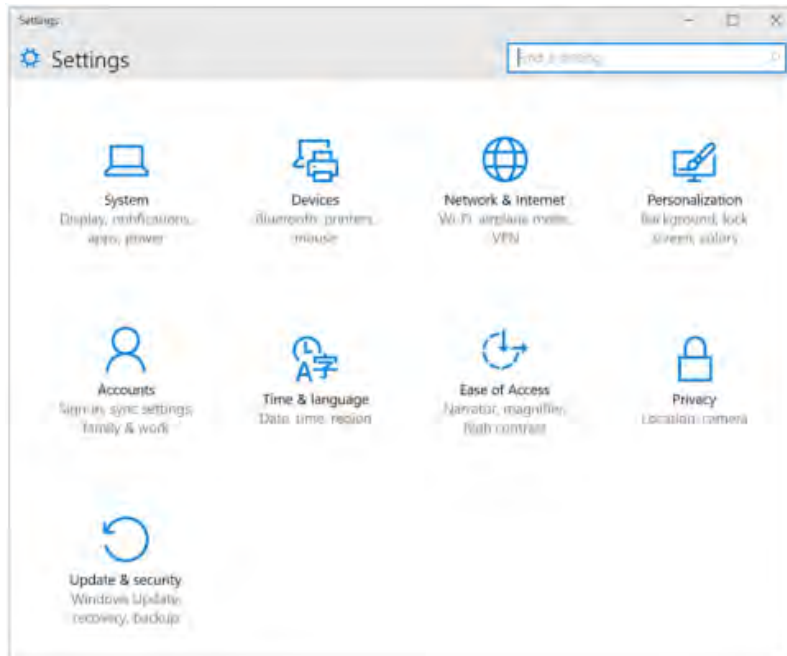 Settings
Settings
Find a setting
System
Display, notifications,
apps, power
Devices
Bluetooth, printers,
mouse
Network & Internet
Wi-Fi, airplane mode,
VPN
Personalization
Background, lock
screen, colors
Accounts
Sign-in, sync settings,
family & work
Time & language
Date, time, region
Ease of Access
Narrator, magnifier,
high contrast
Privacy
Location, camera
Update & security
Windows Update,
recovery, backup